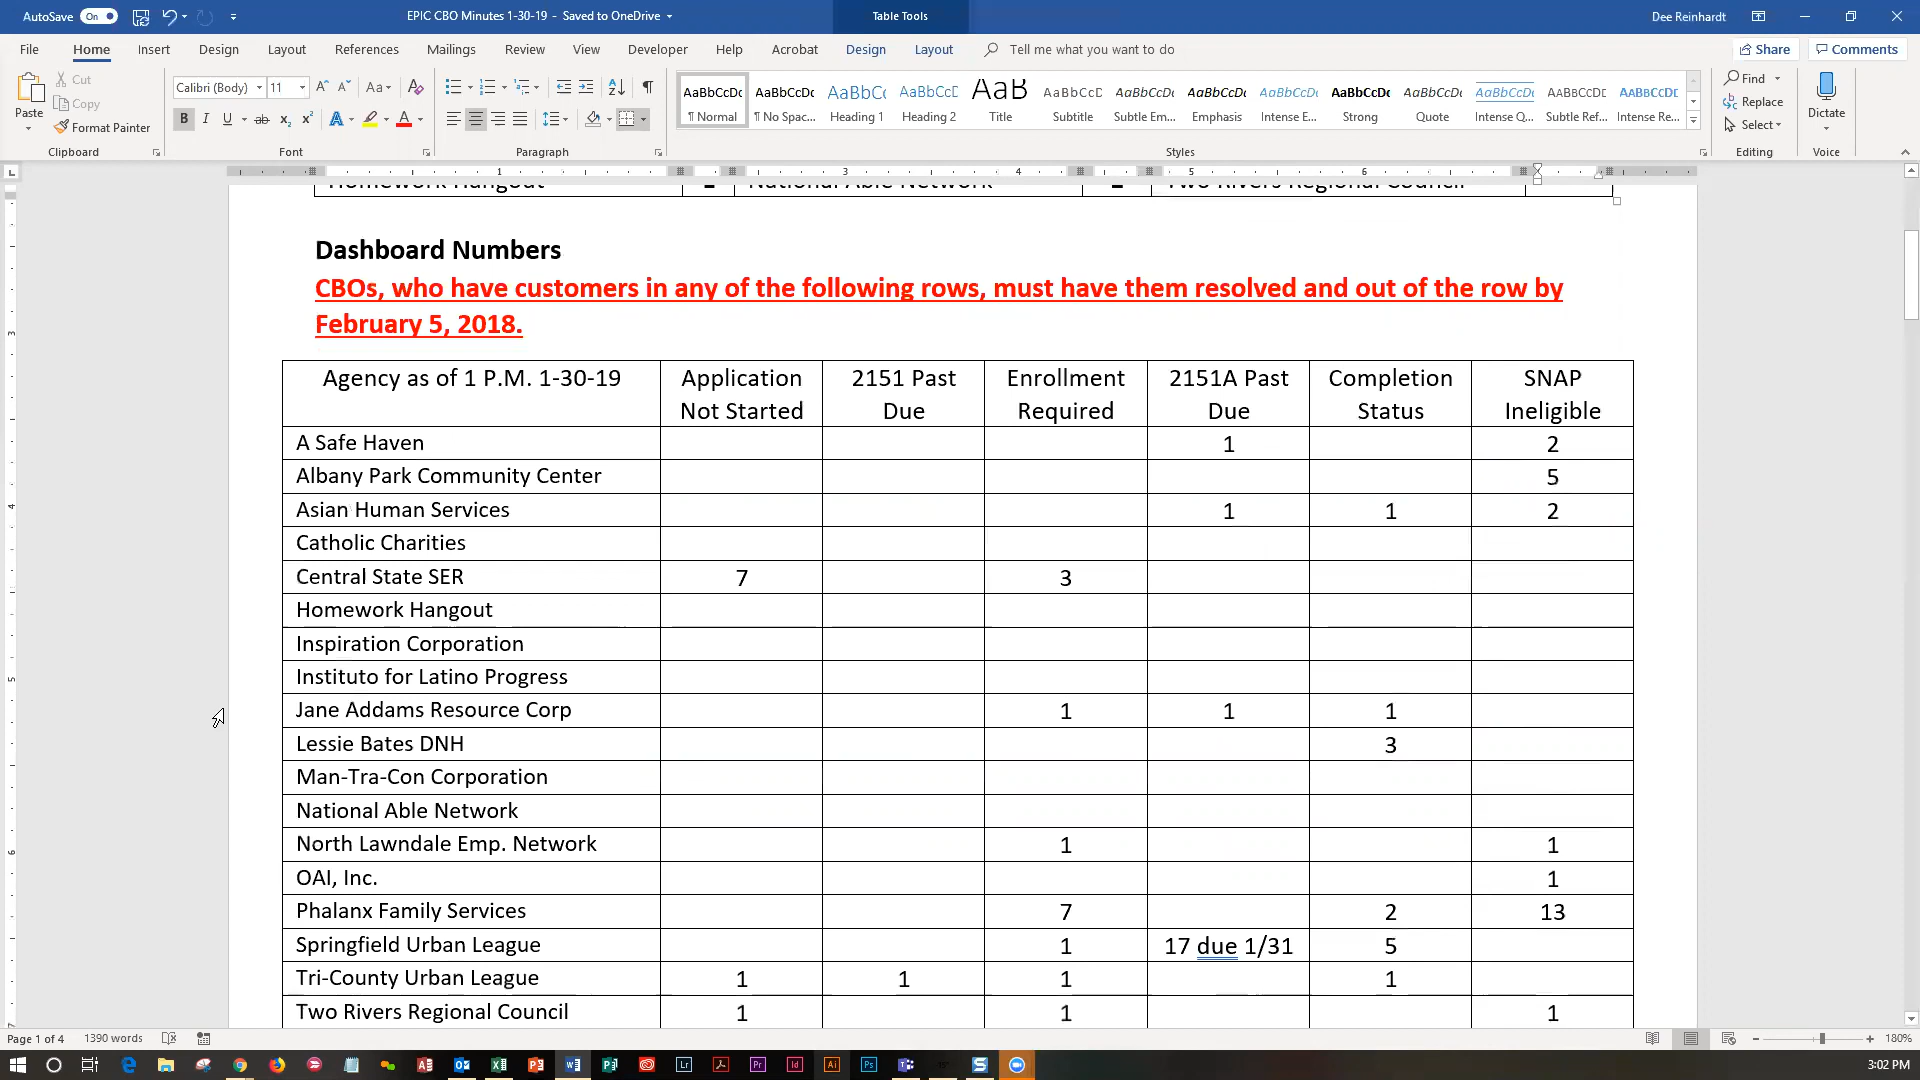 AutoSave On
EPIC CBO Minutes 1-30-19 - Saved to OneDrive
Table Tools
Dee Reinhardt
File Home Insert Design Layout References Mailings Review View Developer Help Acrobat Design Layout Tell me what you want to do Share Comments
Paste
Cut
Copy
Format Painter
Clipboard
Calibri (Body) 11
Font
Paragraph
AaBbCcDc AaBbCcDc AaBbCc AaBbCcD AaB AaBbCcD AaBbCcDc AaBbCcDc AaBbCcDc AaBbCcDc AaBbCcDc AaBbCcDc AaBbCcDc AaBbCcDc
¶ Normal ¶ No Spac... Heading 1 Heading 2 Title Subtitle Subtle Em... Emphasis Intense E... Strong Quote Intense Q... Subtle Ref... Intense Re...
Styles
Find
Replace
Select
Editing
Dictate
Voice
Homework Hangout National Able Network Two Rivers Regional Council
Dashboard Numbers
CBOs, who have customers in any of the following rows, must have them resolved and out of the row by
February 5, 2018.
Agency as of 1 P.M. 1-30-19 Application 2151 Past Enrollment 2151A Past Completion SNAP
Not Started Due Required Due Status Ineligible
A Safe Haven 1 2
Albany Park Community Center 5
Asian Human Services 1 1 2
Catholic Charities
Central State SER 7 3
Homework Hangout
Inspiration Corporation
Instituto for Latino Progress
Jane Addams Resource Corp 1 1 1
Lessie Bates DNH 3
Man-Tra-Con Corporation
National Able Network
North Lawndale Emp. Network 1 1
OAI, Inc. 1
Phalanx Family Services 7 2 13
Springfield Urban League 1 17 due 1/31 5
Tri-County Urban League 1 1 1 1
Two Rivers Regional Council 1 1 1
Page 1 of 4 1390 words 180%
3:02 PM